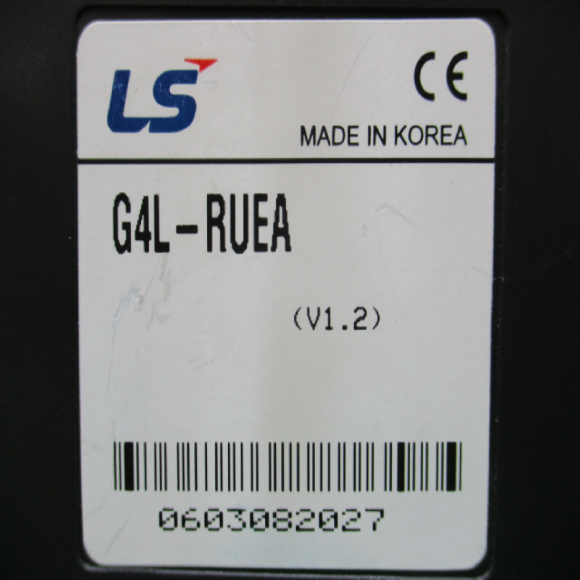 LS
CE
MADE IN KOREA
G4L-RUEA
(V1.2)
0603082027